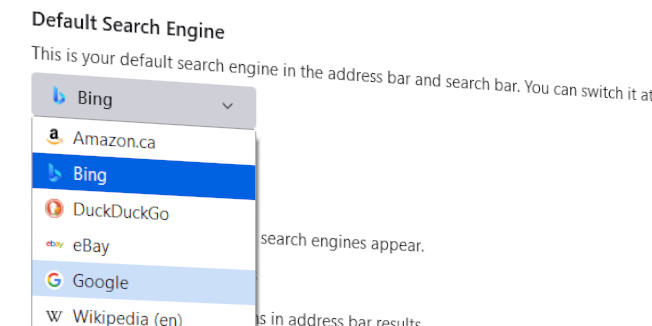 Default Search Engine
This is your default search engine in the address bar and search bar. You can switch it at
Bing
Amazon.ca
Bing
DuckDuckGo
search engines appear.
ebay eBay
Google
W Wikipedia (en)
in address bar results